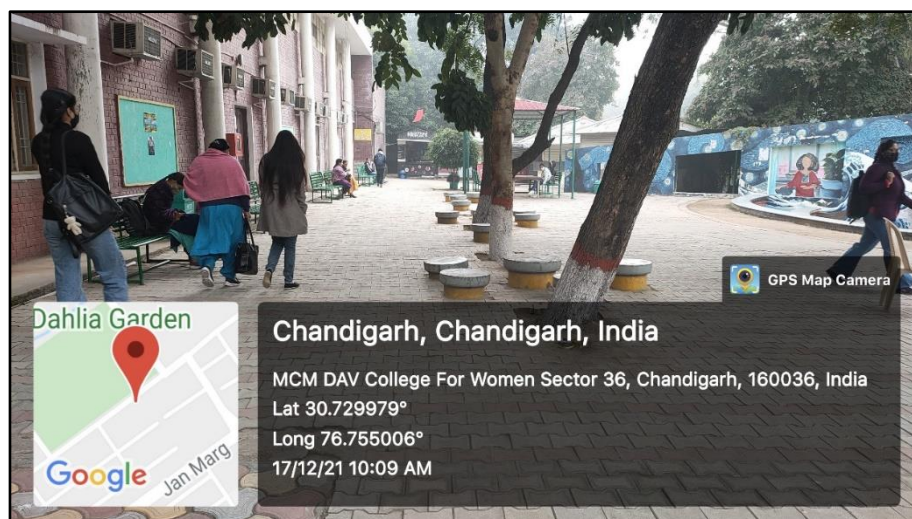 GPS Map Camera
Dahlia Garden
Jan Marg
Google
Chandigarh, Chandigarh, India
MCM DAV College For Women Sector 36, Chandigarh, 160036, India
Lat 30.729979°
Long 76.755006°
17/12/21 10:09 AM